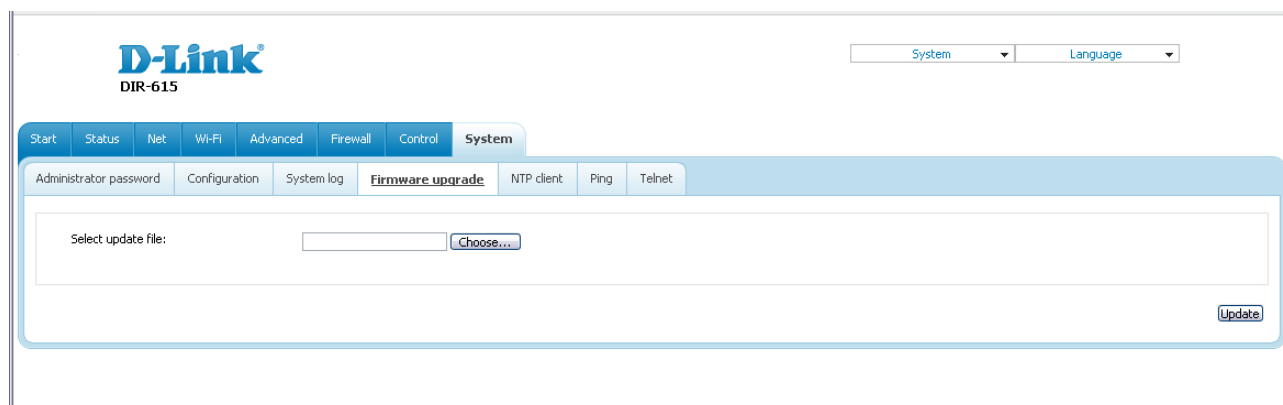 D-Link®
DIR-615
System
Language
Start
Status
Net
Wi-Fi
Advanced
Firewall
Control
System
Administrator password
Configuration
System log
Firmware upgrade
NTP client
Ping
Telnet
Select update file:
Choose...
Update